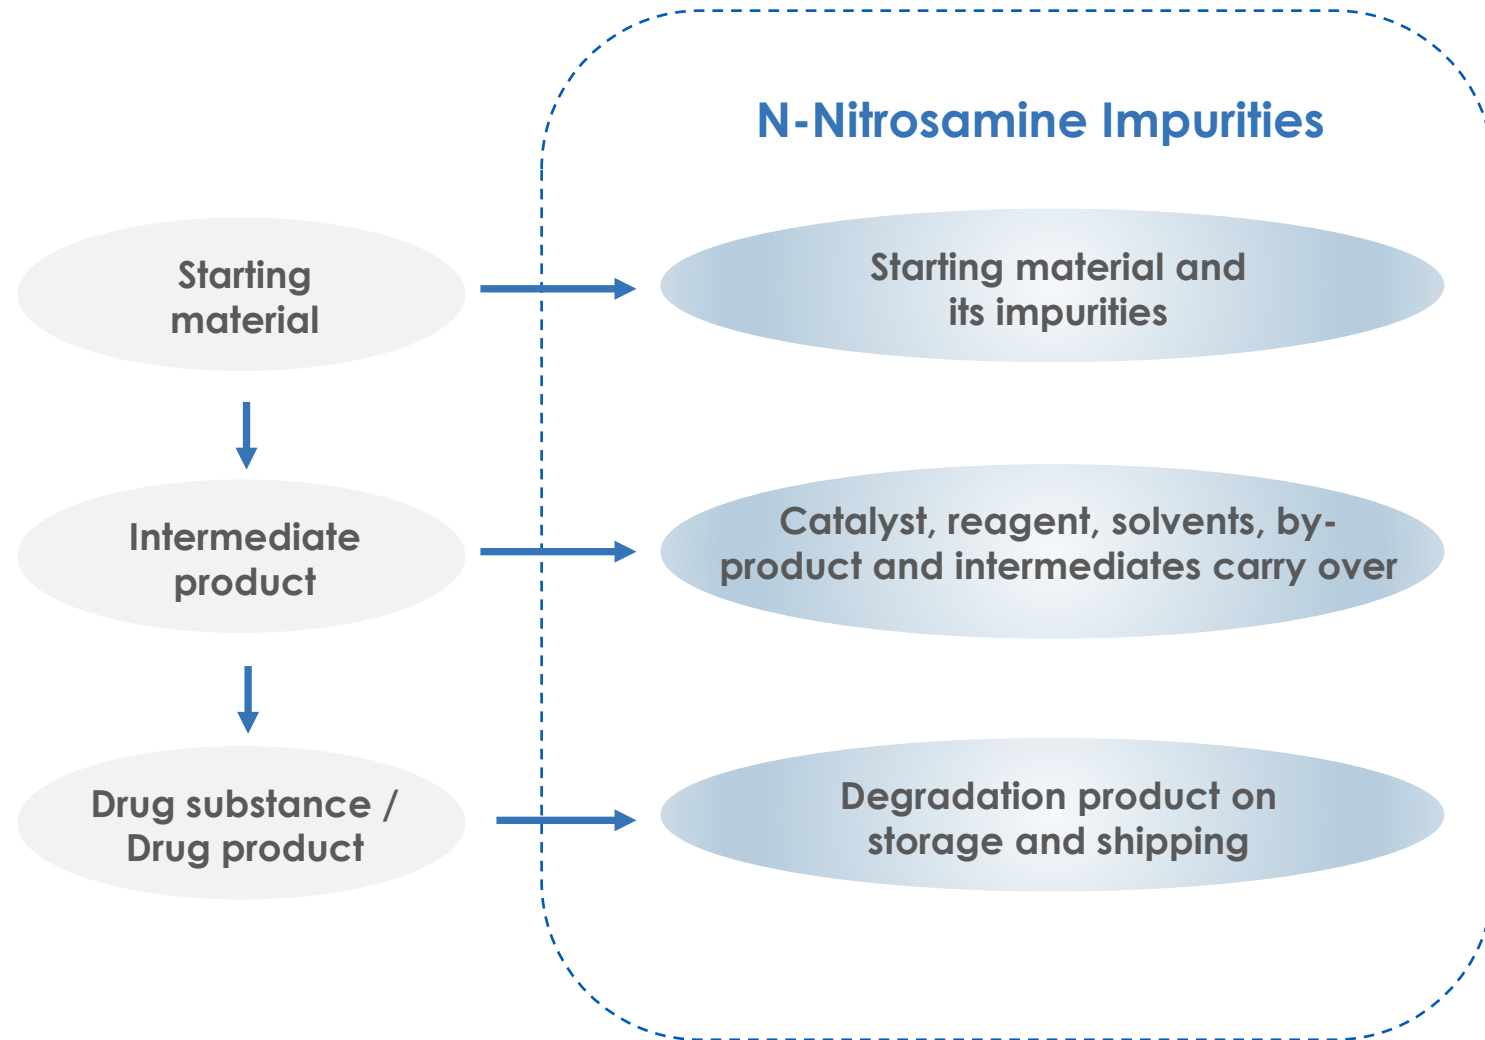 N-Nitrosamine Impurities
Starting
material
Starting material and
its impurities
Intermediate
product
Catalyst, reagent, solvents, by-
product and intermediates carry over
Drug substance /
Drug product
Degradation product on
storage and shipping